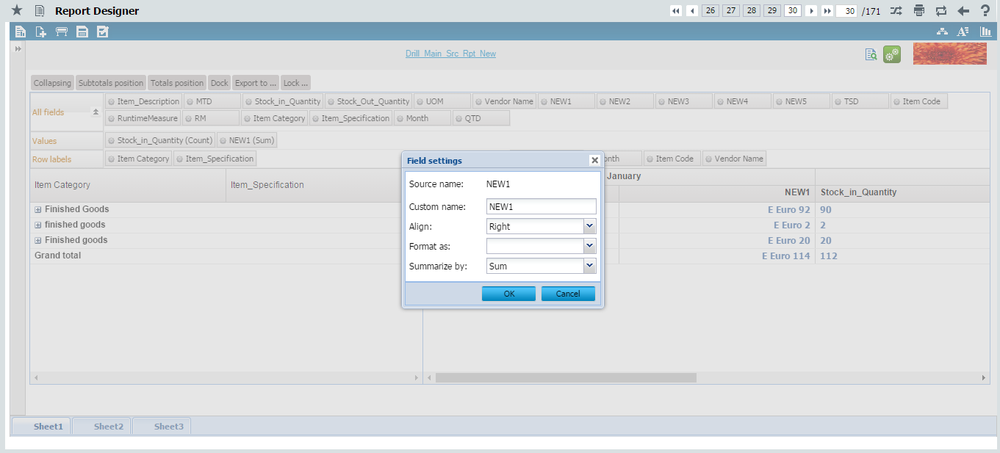 Report Designer
26 27 28 29 30 30 /171
Drill_Main_Src_Rpt_New
Collapsing Subtotals position Totals position Dock Export to ... Lock ...
All fields
Item_Description MTD Stock_in_Quantity Stock_Out_Quantity UOM Vendor Name NEW1 NEW2 NEW3 NEW4 NEW5 TSD Item Code
RuntimeMeasure RM Item Category Item_Specification Month QTD
Values Stock_in_Quantity (Count) NEW1 (Sum)
Row labels Item Category Item_Specification onth Item Code Vendor Name
Item Category Item_Specification January
NEW1 Stock_in_Quantity
Finished Goods E Euro 92 90
finished goods E Euro 2 2
Finished goods E Euro 20 20
Grand total E Euro 114 112
Field settings
Source name: NEW1
Custom name: NEW1
Align: Right
Format as:
Summarize by: Sum
OK Cancel
Sheet1 Sheet2 Sheet3